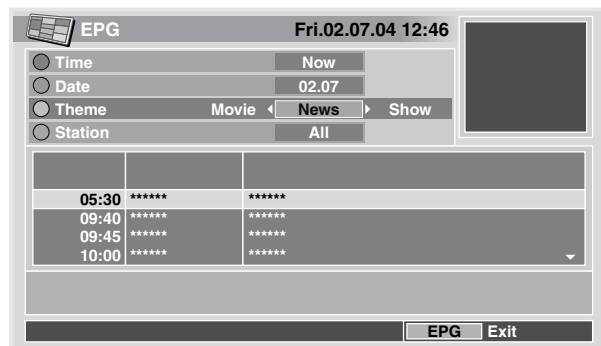 EPG Fri.02.07.04 12:46
Time Now
Date 02.07
Theme Movie News Show
Station All
05:30 ****** ******
09:40 ****** ******
09:45 ****** ******
10:00 ****** ******
EPG Exit